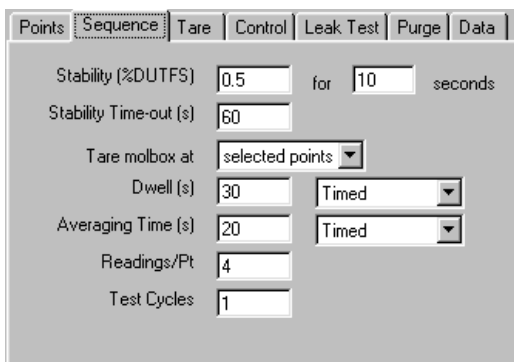 Points Sequence Tare Control Leak Test Purge Data
Stability (%DUTFS) 0.5 for 10 seconds
Stability Time-out (s) 60
Tare molbox at selected points
Dwell (s) 30 Timed
Averaging Time (s) 20 Timed
Readings/Pt 4
Test Cycles 1